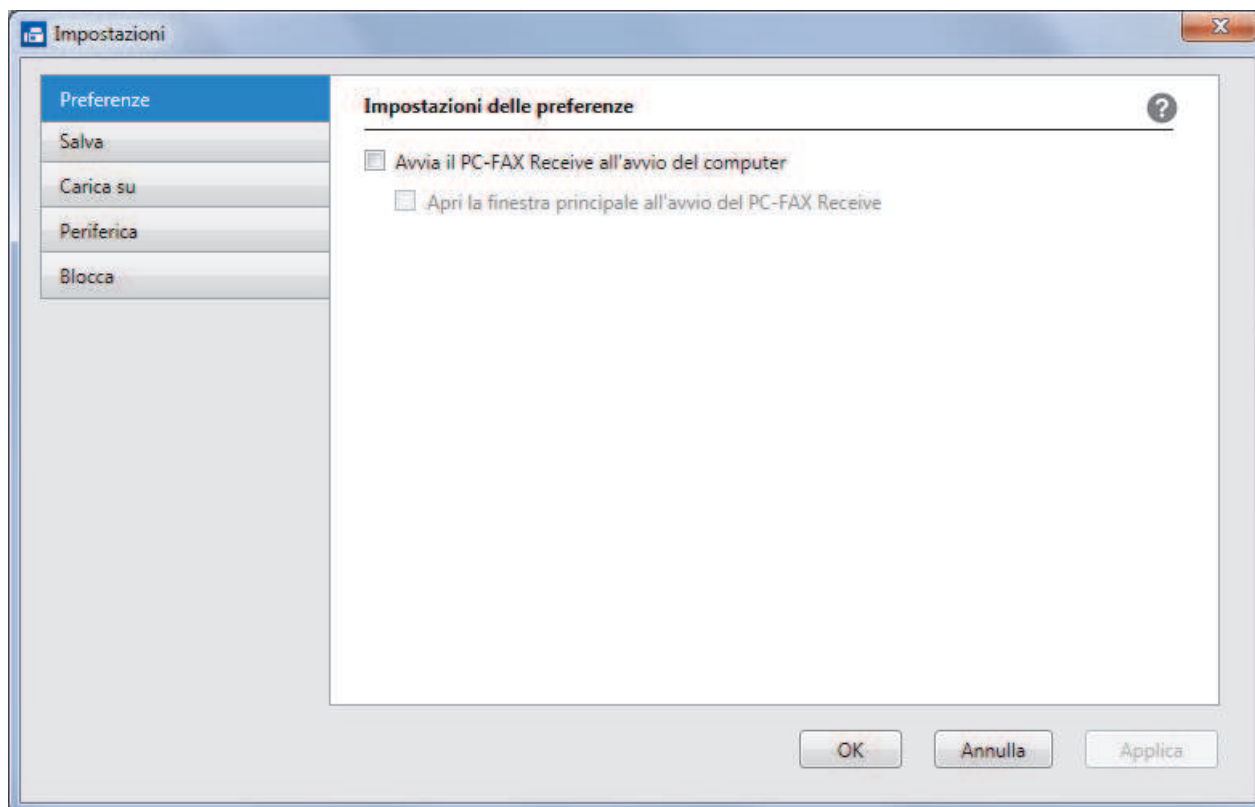 Impostazioni
Preferenze
Salva
Carica su
Periferica
Blocca
Impostazioni delle preferenze
?
Avvia il PC-FAX Receive all'avvio del computer
Apri la finestra principale all'avvio del PC-FAX Receive
OK
Annulla
Applica